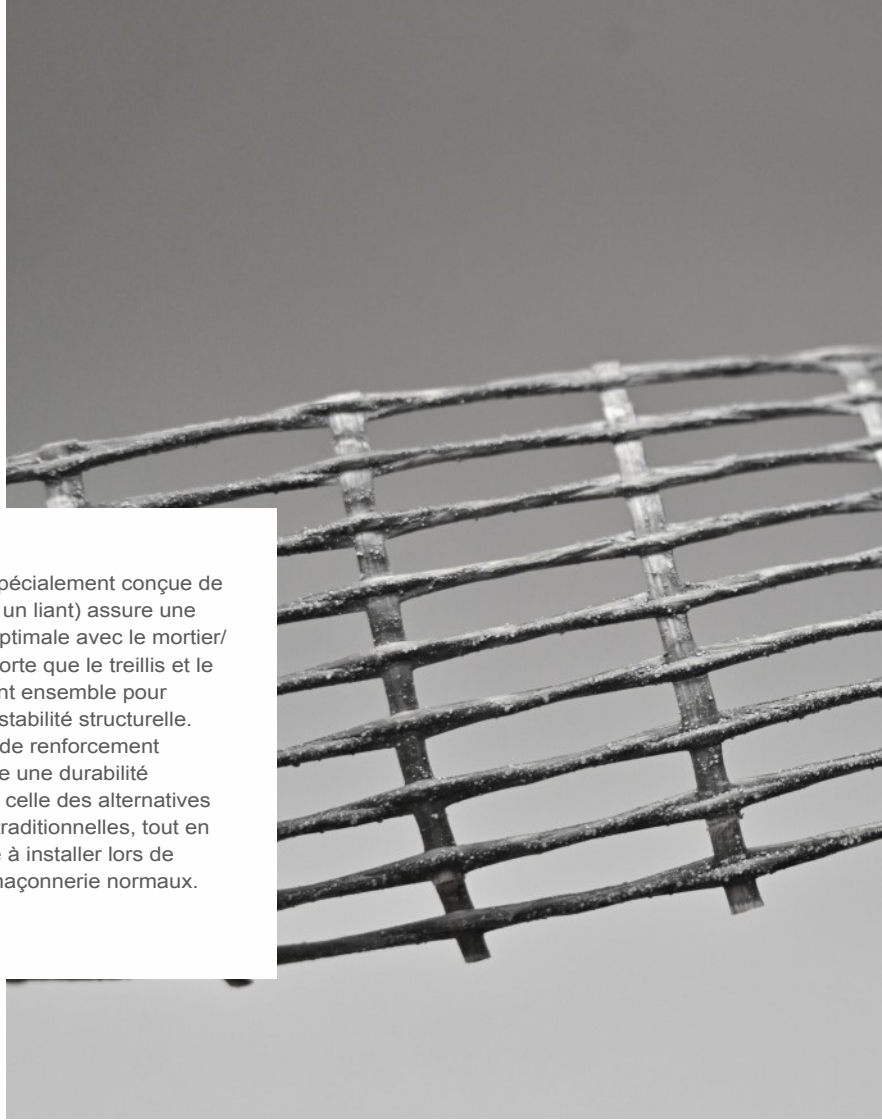 pécialement conçue de
un liant) assure une
ptimale avec le mortier/
orte que le treillis et le
nt ensemble pour
stabilité structurelle.
de renforcement
e une durabilité
celle des alternatives
raditionnelles, tout en
e à installer lors de
naçonnerie normaux.